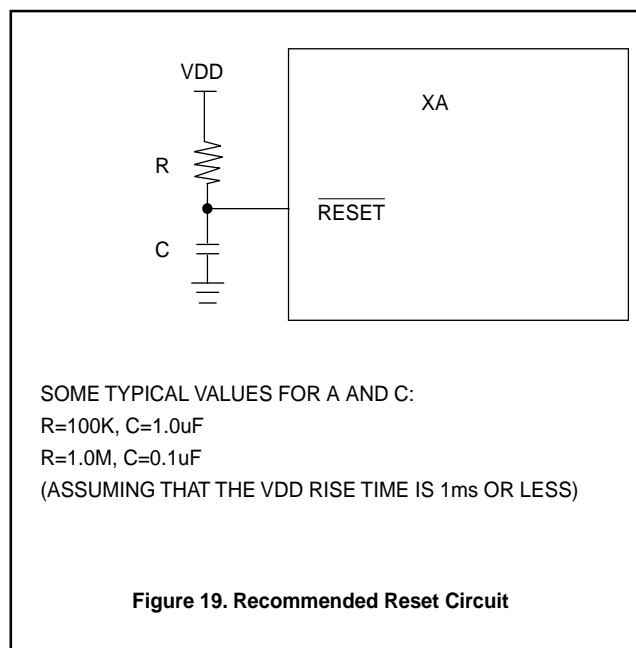 VDD
XA
R
RESET
C
SOME TYPICAL VALUES FOR A AND C:
R=100K, C=1.0uF
R=1.0M, C=0.1uF
(ASSUMING THAT THE VDD RISE TIME IS 1ms OR LESS)
Figure 19. Recommended Reset Circuit